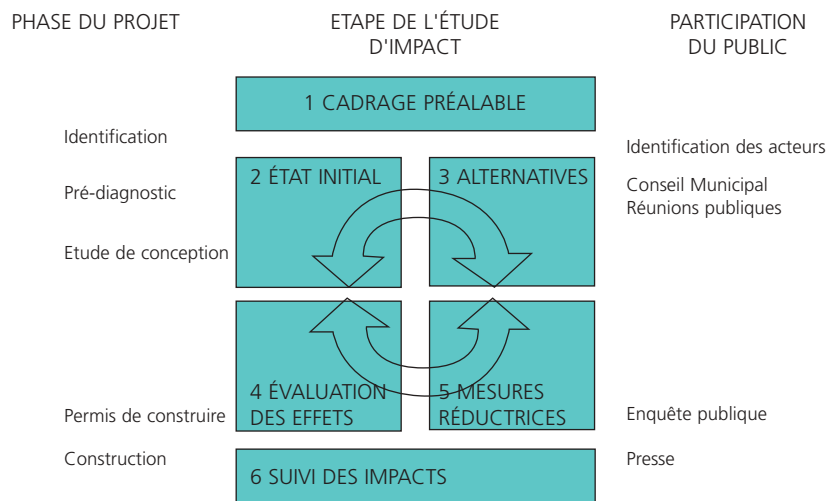 PHASE DU PROJET
ETAPE DE L'ÉTUDE
D'IMPACT
PARTICIPATION
DU PUBLIC
1 CADRAGE PRÉALABLE
Identification
Identification des acteurs
2 ÉTAT INITIAL
3 ALTERNATIVES
Pré-diagnostic
Conseil Municipal
Réunions publiques
Etude de conception
4 ÉVALUATION
DES EFFETS
5 MESURES
RÉDUCTRICES
Permis de construire
Enquête publique
Construction
Presse
6 SUIVI DES IMPACTS